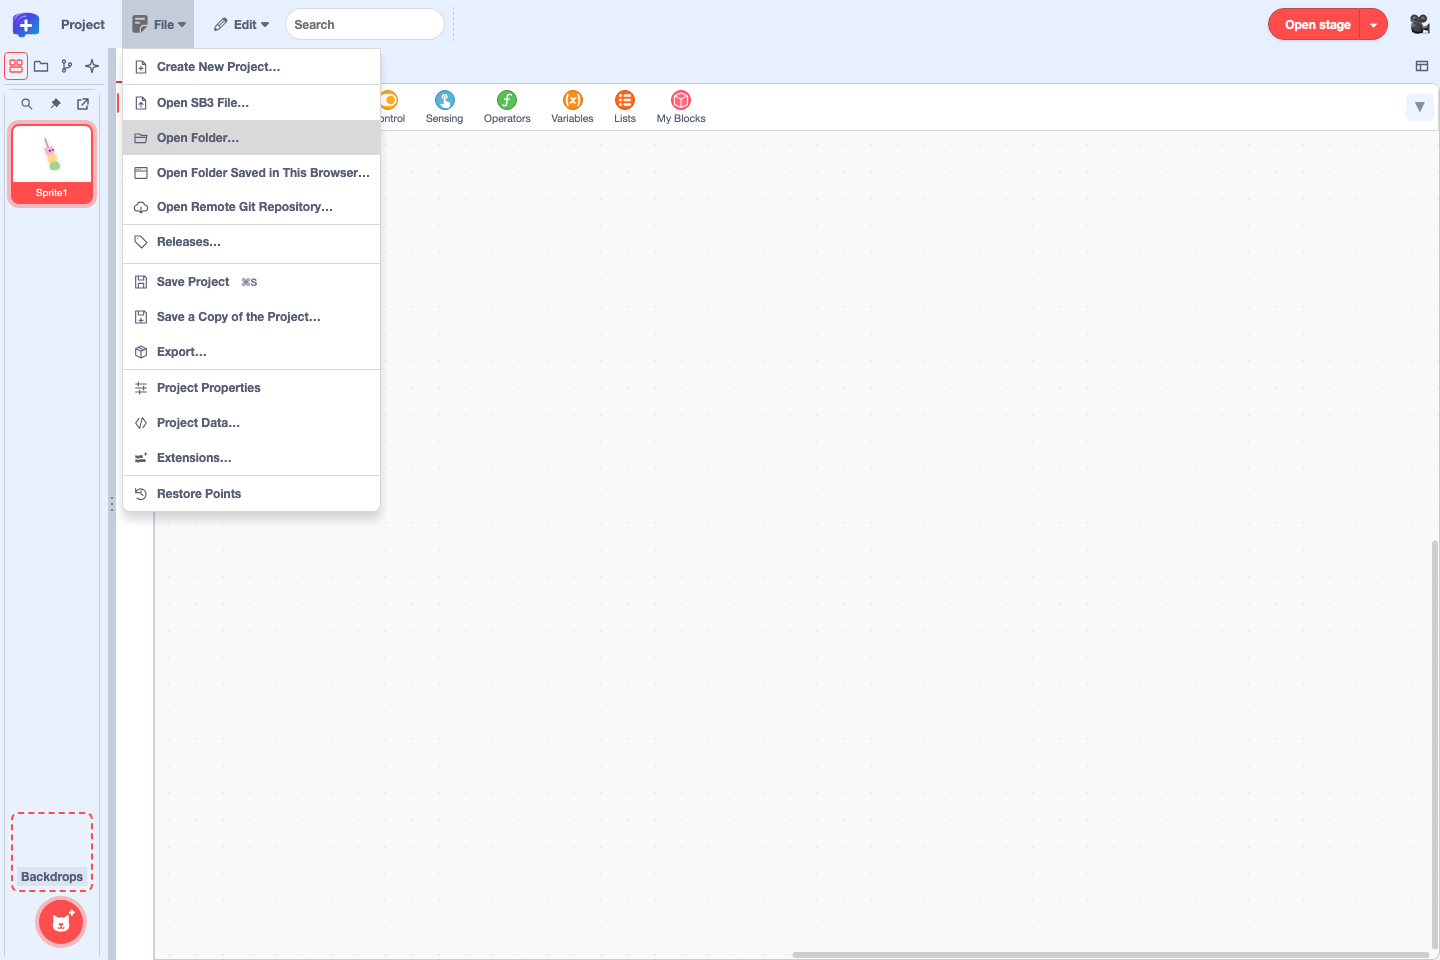 Project
File
Edit
Search
Open stage
Create New Project...
Open SB3 File...
Open Folder...
Open Folder Saved in This Browser...
Open Remote Git Repository...
Releases...
Save Project ⌘S
Save a Copy of the Project...
Export...
Project Properties
Project Data...
Extensions...
Restore Points
ontrol
Sensing
Operators
Variables
Lists
My Blocks
Sprite1
Backdrops